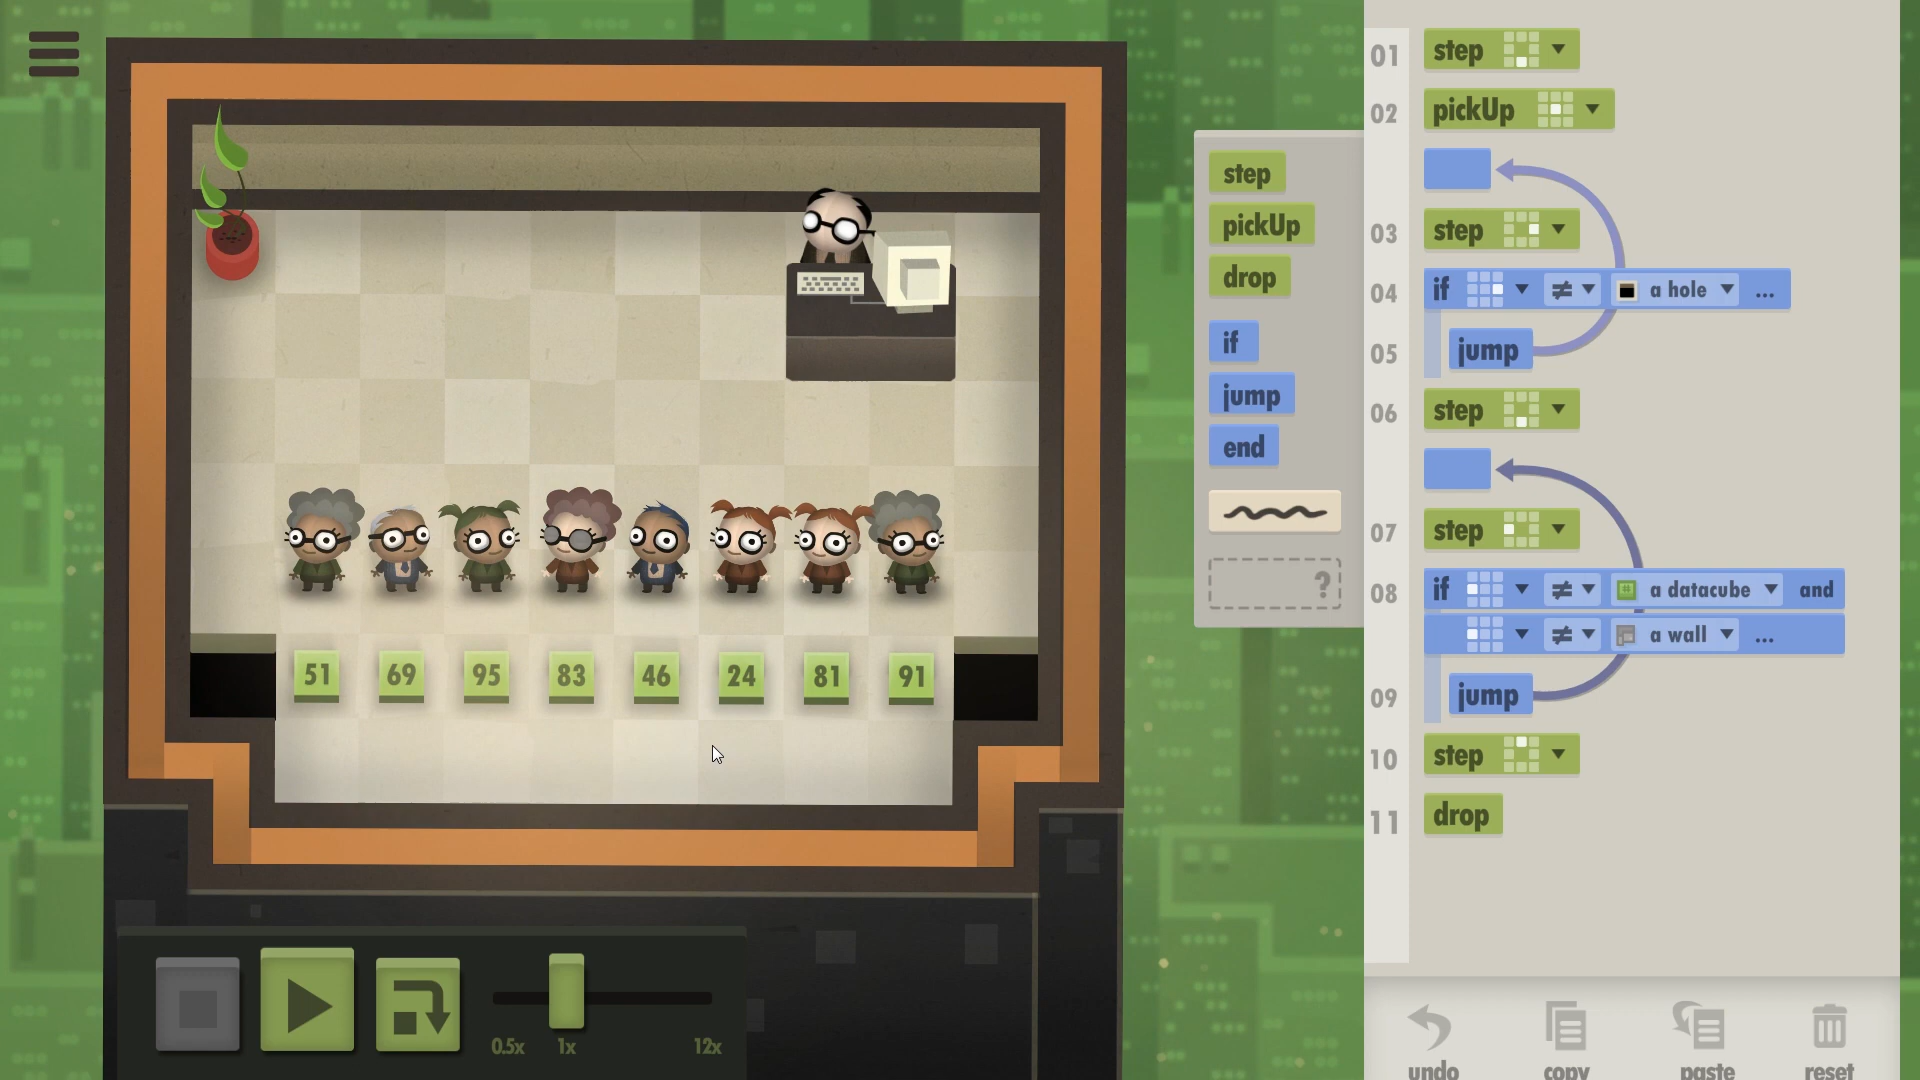 51 69 95 83 46 24 81 91
0.5x 1x 12x
step
pickUp
drop
if
jump
end
?
01 step
02 pickUp
03 step
04 if ≠ a hole ...
05 jump
06 step
07 step
08 if ≠ a datacube and
≠ a wall ...
09 jump
10 step
11 drop
undo copy paste reset